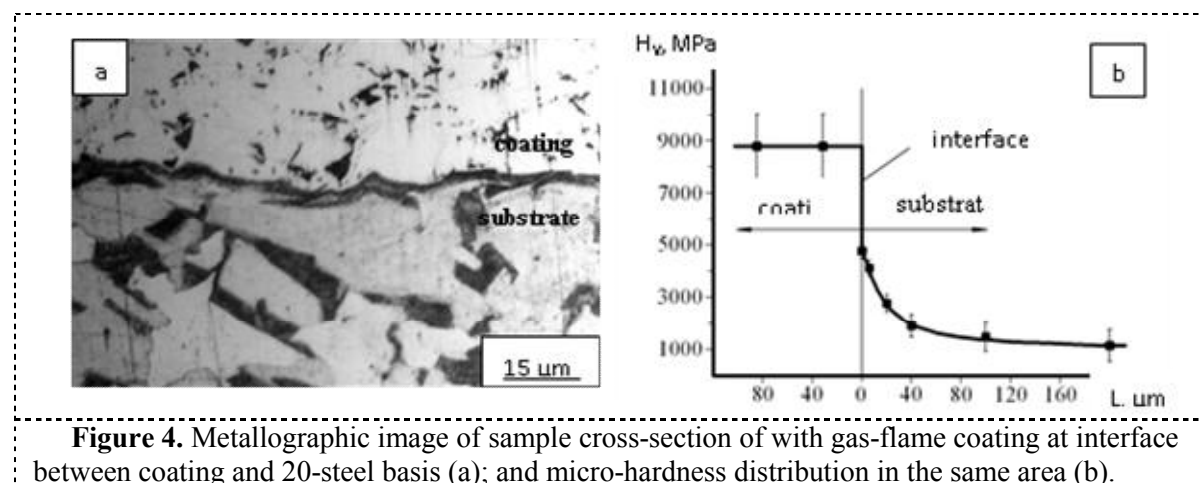 a
coating
substrate
15 um
Hv, MPa
b
11000
9000
7000
5000
3000
1000
interface
coati
substrat
80 40 0 40 80 120 160 L. um
Figure 4. Metallographic image of sample cross-section of with gas-flame coating at interface
between coating and 20-steel basis (a); and micro-hardness distribution in the same area (b).